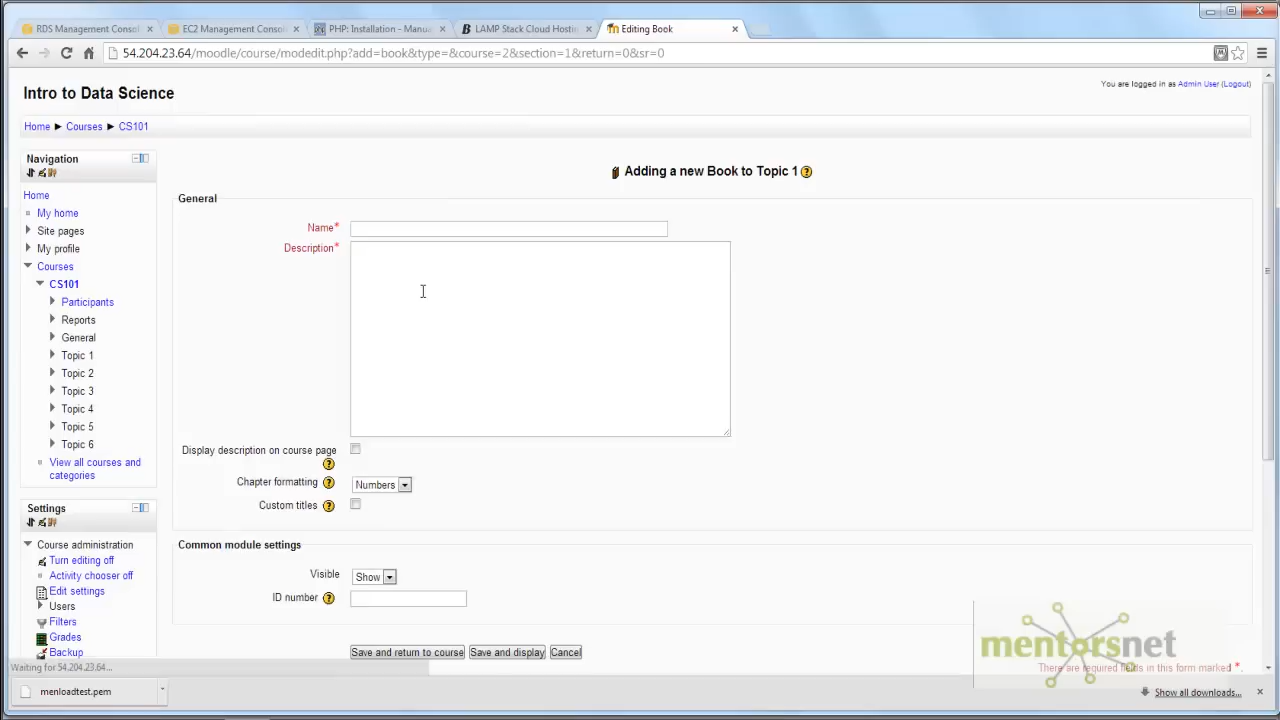 RDS Management Consol
EC2 Management Consol
PHP: Installation - Manua
LAMP Stack Cloud Hostin
Editing Book
54.204.23.64/moodle/course/modedit.php?add=book&type=&course=2&section=1&return=0&sr=0
Intro to Data Science
You are logged in as Admin User (Logout)
Home ► Courses ► CS101
Navigation
Adding a new Book to Topic 1
General
Home
My home
Site pages
My profile
Courses
CS101
Participants
Reports
General
Topic 1
Topic 2
Topic 3
Topic 4
Topic 5
Topic 6
View all courses and
categories
Name*
Description*
Display description on course page
Chapter formatting
Numbers
Custom titles
Settings
Course administration
Turn editing off
Activity chooser off
Edit settings
Users
Filters
Grades
Backup
Common module settings
Visible
Show
ID number
Save and return to course
Save and display
Cancel
mentorsnet
There are required fields in this form marked *.
Waiting for 54.204.23.64...
menloadtest.pem
Show all downloads...